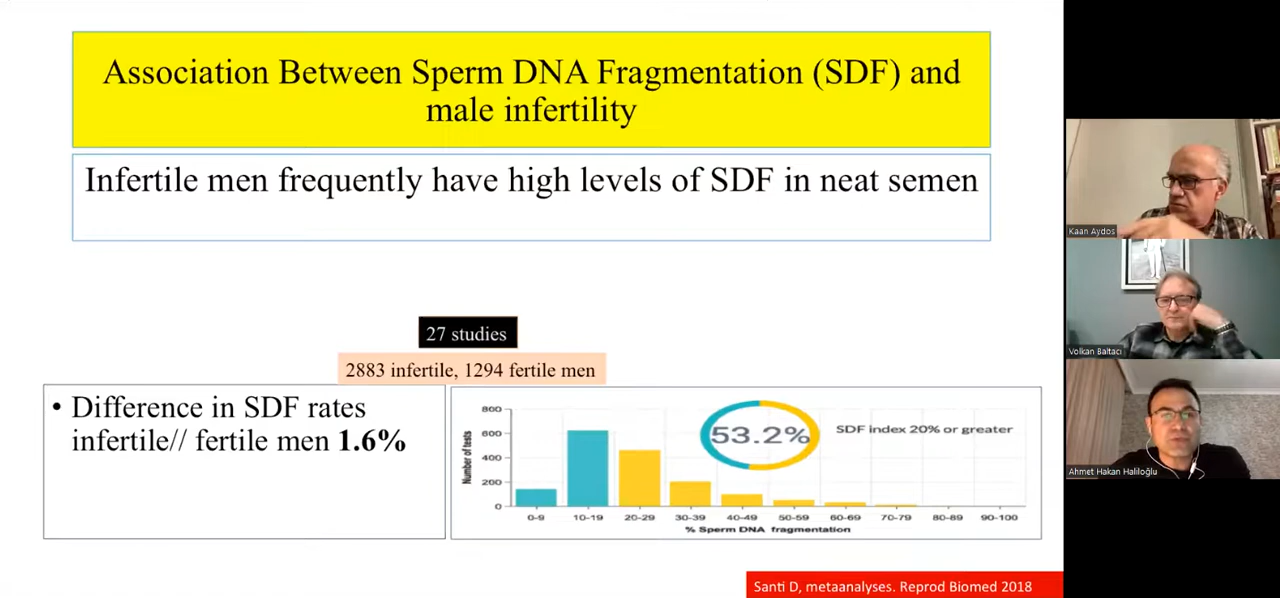 Association Between Sperm DNA Fragmentation (SDF) and
male infertility
Infertile men frequently have high levels of SDF in neat semen
27 studies
2883 infertile, 1294 fertile men
• Difference in SDF rates
infertile// fertile men 1.6%
Number of tests
800
600
400
200
0
53.2%
SDF index 20% or greater
0-9 10-19 20-29 30-39 40-49 50-59 60-69 70-79 80-89 90-100
% Sperm DNA fragmentation
Santi D, metaanalyses. Reprod Biomed 2018
Kaan Aydos
Volkan Baltacı
Ahmet Hakan Haliloğlu